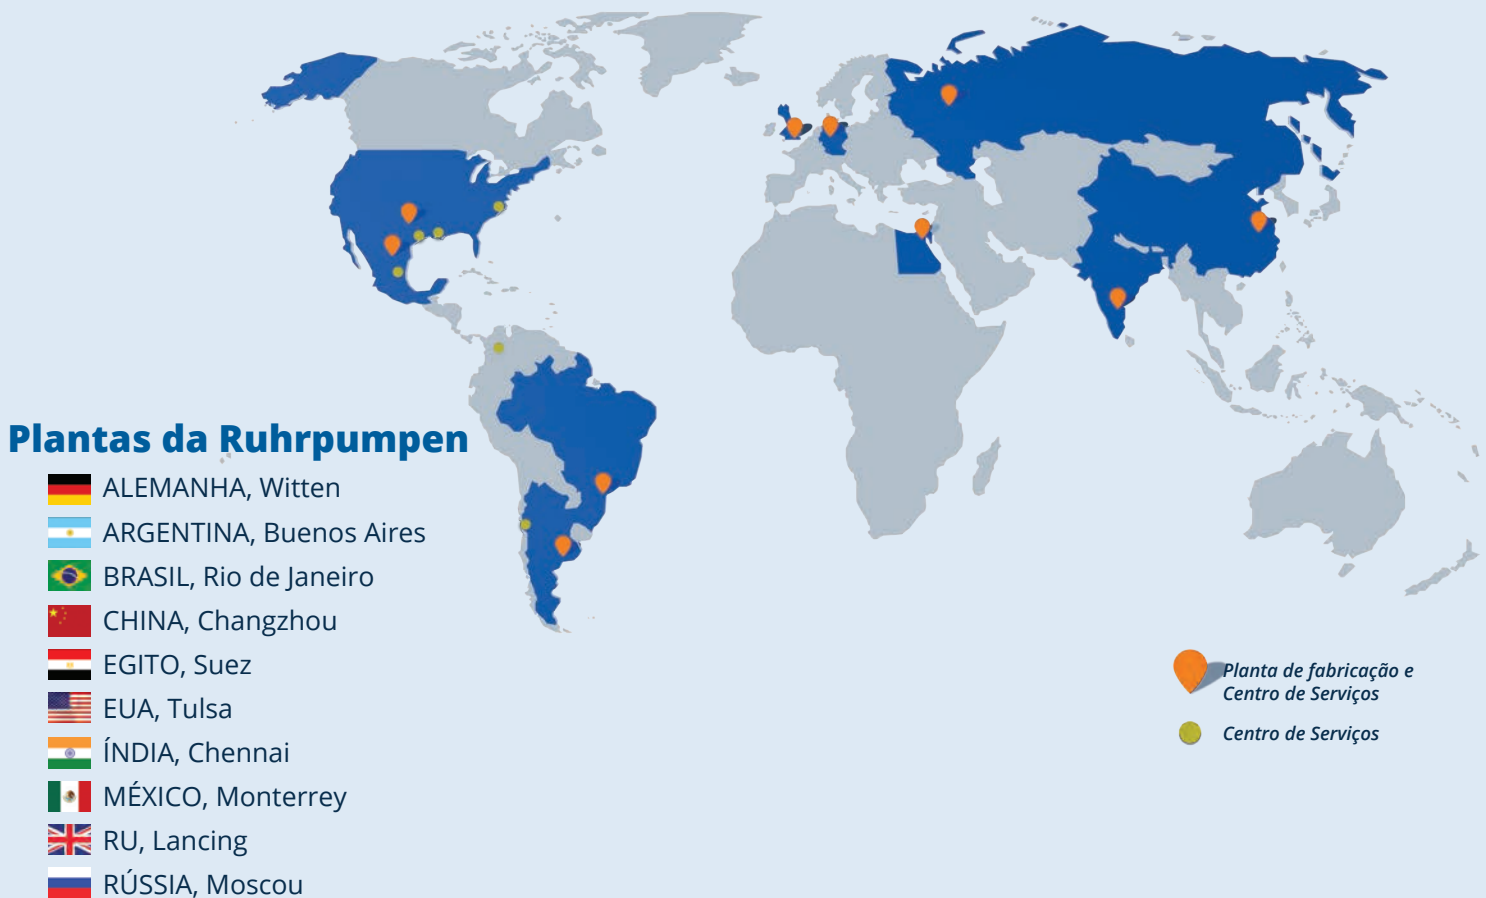 Plantas da Ruhrpumpen
ALEMANHA, Witten
ARGENTINA, Buenos Aires
BRASIL, Rio de Janeiro
CHINA, Changzhou
EGITO, Suez
EUA, Tulsa
ÍNDIA, Chennai
MÉXICO, Monterrey
RU, Lancing
RÚSSIA, Moscou
Planta de fabricação e
Centro de Serviços
Centro de Serviços